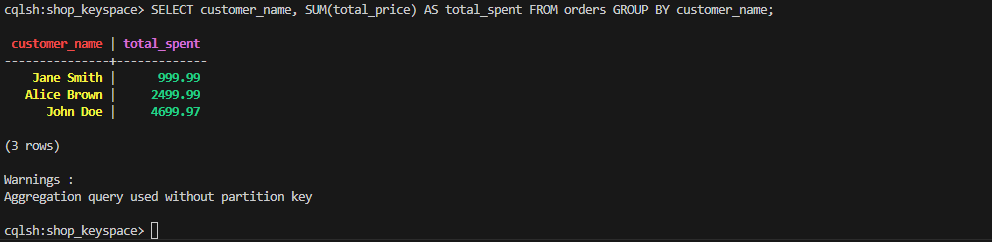 cqlsh:shop_keyspace> SELECT customer_name, SUM(total_price) AS total_spent FROM orders GROUP BY customer_name;
customer_name | total_spent
---------------+-------------
Jane Smith | 999.99
Alice Brown | 2499.99
John Doe | 4699.97
(3 rows)
Warnings :
Aggregation query used without partition key
cqlsh:shop_keyspace>